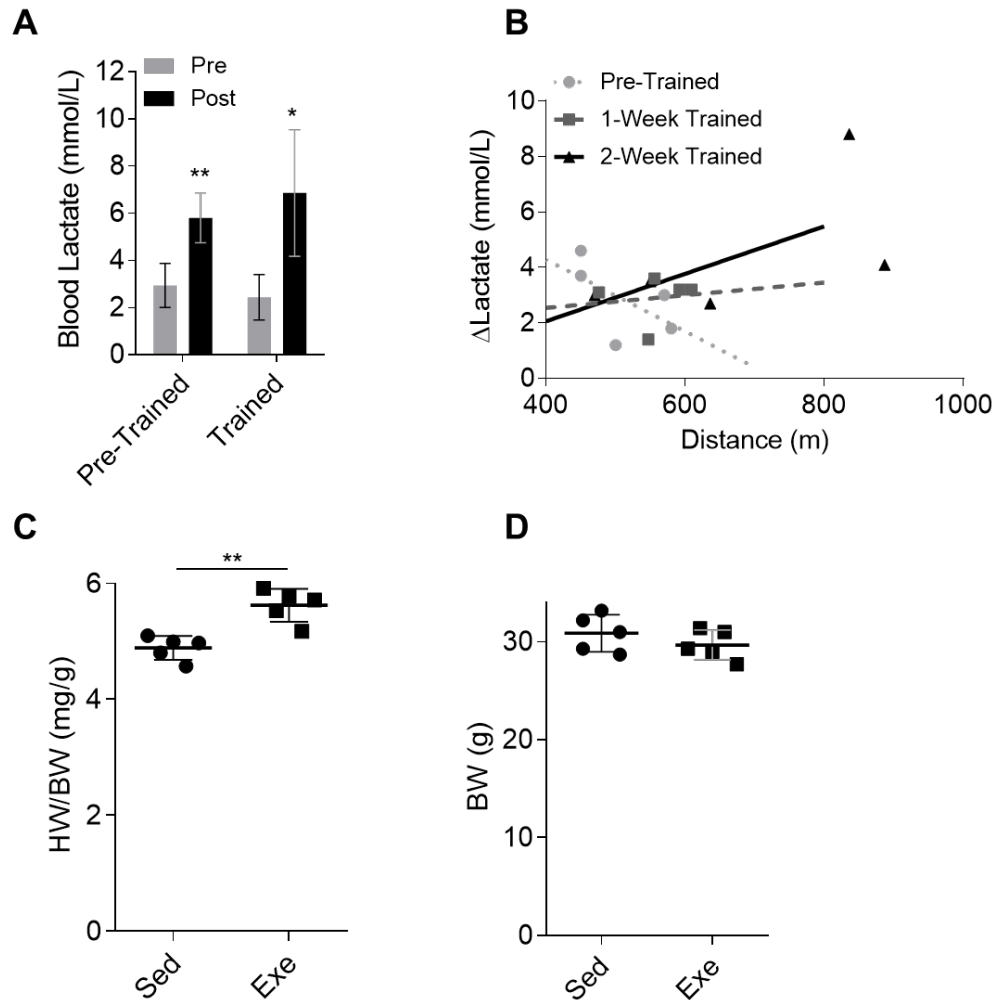 A
Blood Lactate (mmol/L)
12
10
8
6
4
2
0
Pre
Post
**
*
Pre-Trained
Trained
B
ΔLactate (mmol/L)
Pre-Trained
1-Week Trained
2-Week Trained
10
8
6
4
2
0
400
600
800
1000
Distance (m)
C
HW/BW (mg/g)
**
6
4
2
0
Sed
Exe
D
BW (g)
30
20
10
0
Sed
Exe